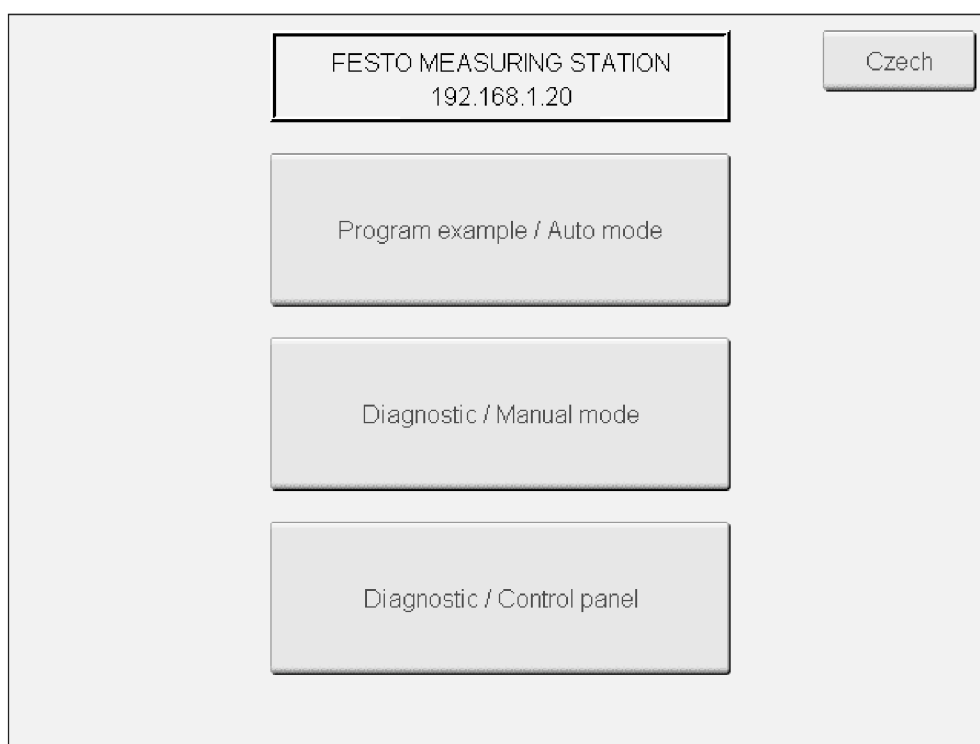 FESTO MEASURING STATION
192.168.1.20
Czech
Program example / Auto mode
Diagnostic / Manual mode
Diagnostic / Control panel